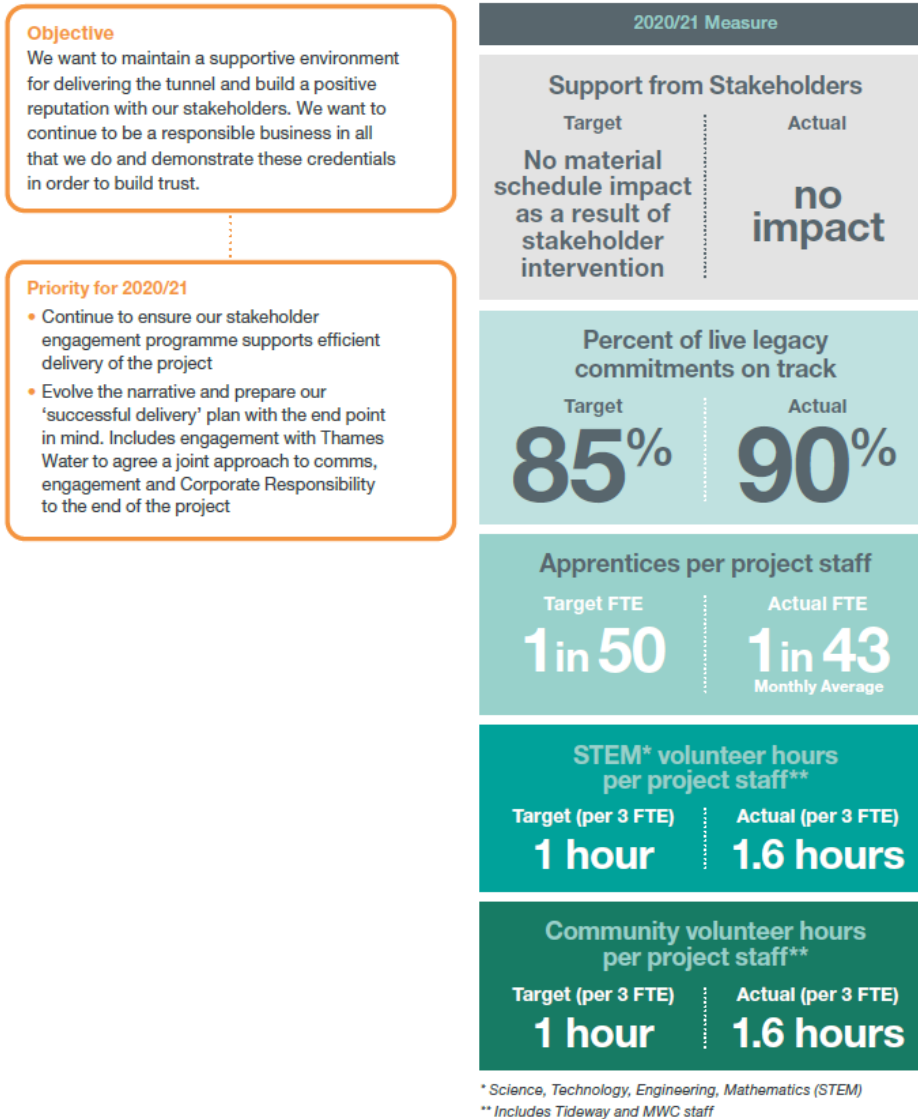 Objective
We want to maintain a supportive environment
for delivering the tunnel and build a positive
reputation with our stakeholders. We want to
continue to be a responsible business in all
that we do and demonstrate these credentials
in order to build trust.
Priority for 2020/21
• Continue to ensure our stakeholder
engagement programme supports efficient
delivery of the project
• Evolve the narrative and prepare our
‘successful delivery’ plan with the end point
in mind. Includes engagement with Thames
Water to agree a joint approach to comms,
engagement and Corporate Responsibility
to the end of the project
2020/21 Measure
Support from Stakeholders
Target
No material
schedule impact
as a result of
stakeholder
intervention
Actual
no
impact
Percent of live legacy
commitments on track
Target
85%
Actual
90%
Apprentices per project staff
Target FTE
1 in 50
Actual FTE
1 in 43
Monthly Average
STEM* volunteer hours
per project staff**
Target (per 3 FTE)
1 hour
Actual (per 3 FTE)
1.6 hours
Community volunteer hours
per project staff**
Target (per 3 FTE)
1 hour
Actual (per 3 FTE)
1.6 hours
* Science, Technology, Engineering, Mathematics (STEM)
** Includes Tideway and MWC staff